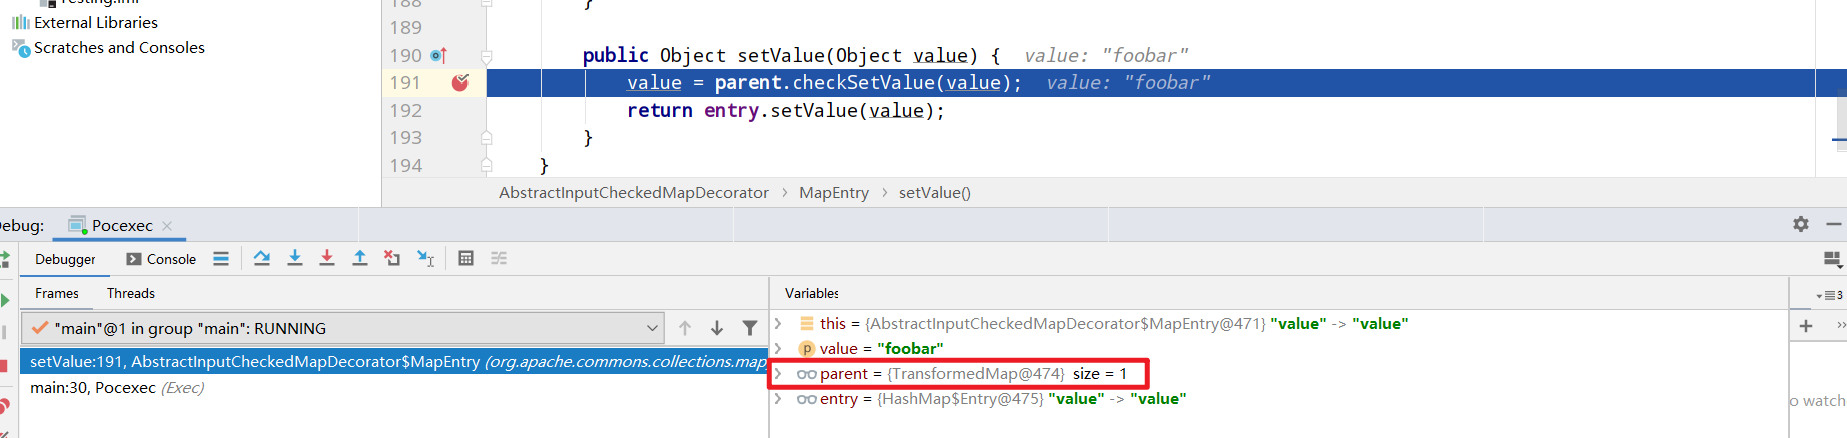 Testing.iml
External Libraries
Scratches and Consoles
188 }
189
190 public Object setValue(Object value) { value: "foobar"
191 value = parent.checkSetValue(value); value: "foobar"
192 return entry.setValue(value);
193 }
194 }
AbstractInputCheckedMapDecorator › MapEntry › setValue()
ebug: Pocexec ×
Debugger Console
Frames Threads
Variables
3
"main"@1 in group "main": RUNNING
this = {AbstractInputCheckedMapDecorator$MapEntry@471} "value" -> "value"
setValue:191, AbstractInputCheckedMapDecorator$MapEntry (org.apache.commons.collections.map
p value = "foobar"
main:30, Pocexec (Exec)
parent = {TransformedMap@474} size = 1
entry = {HashMap$Entry@475} "value" -> "value"
o watch